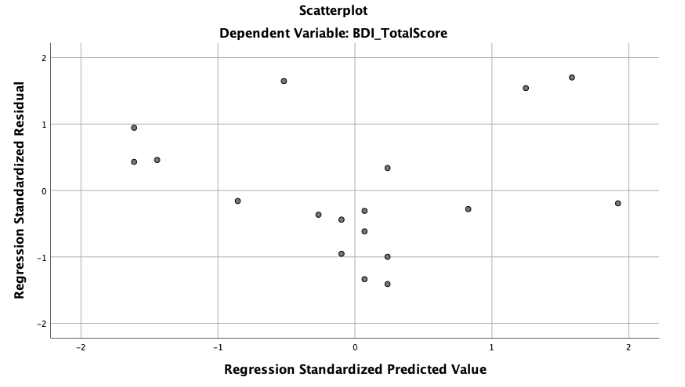 Scatterplot
Dependent Variable: BDI_TotalScore
Regression Standardized Residual
2
1
0
-1
-2
-2 -1 0 1 2
Regression Standardized Predicted Value